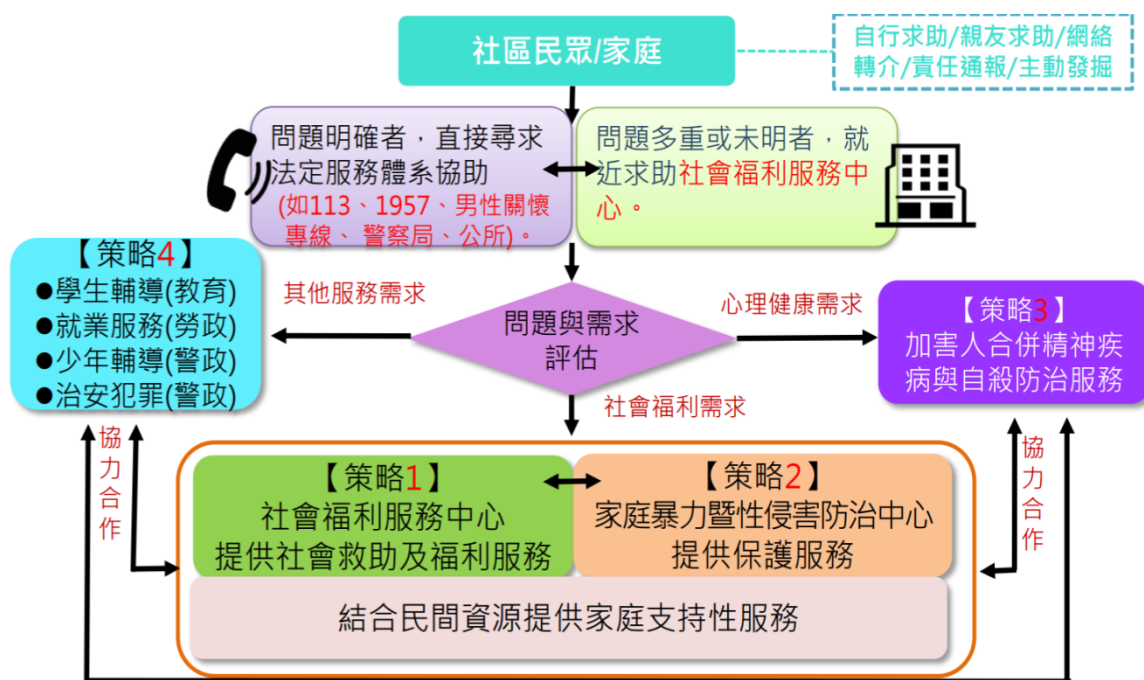 社區民眾/家庭
自行求助/親友求助/網絡
轉介/責任通報/主動發掘
問題明確者，直接尋求
法定服務體系協助
(如113、1957、男性關懷
專線、 警察局、公所)。
問題多重或未明者，就
近求助社會福利服務中
心。
【策略4】
●學生輔導(教育)
●就業服務(勞政)
●少年輔導(警政)
●治安犯罪(警政)
其他服務需求
問題與需求
評估
心理健康需求
【策略3】
加害人合併精神疾
病與自殺防治服務
社會福利需求
協力合作
【策略1】
社會福利服務中心
提供社會救助及福利服務
【策略2】
家庭暴力暨性侵害防治中心
提供保護服務
協力合作
結合民間資源提供家庭支持性服務